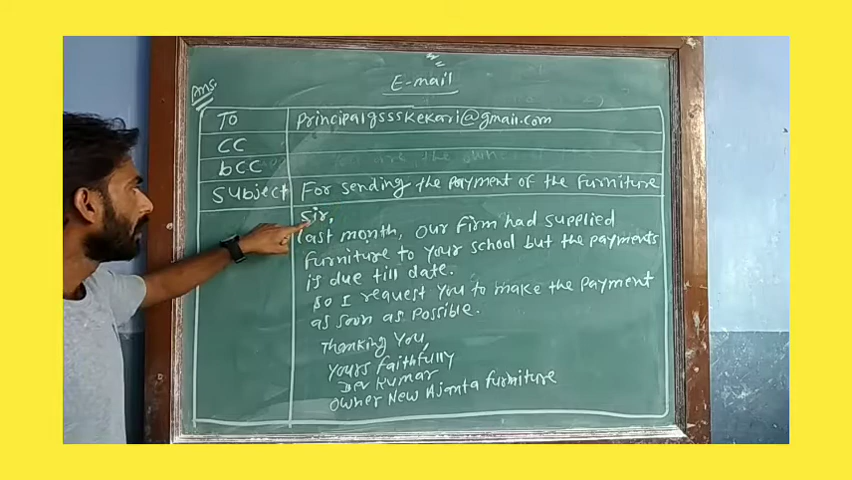 E-mail
Ans.
To Principalgssskekari@gmail.com
CC
bCC
Subject For sending the payment of the furniture
Sir,
last month, our firm had supplied
furniture to your school but the payments
is due till date.
So I request you to make the payment
as soon as possible.
Thanking you,
yours faithfully
Dev Kumar
Owner New Ajanta furniture